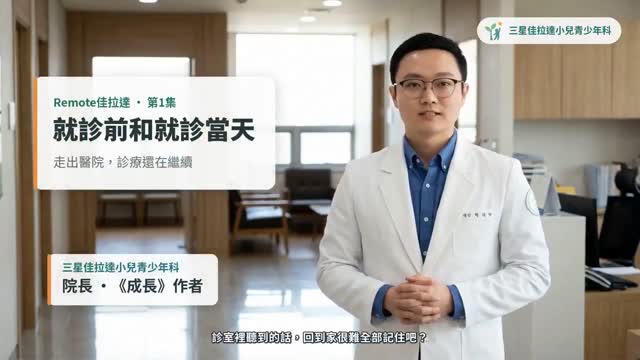 三星佳拉達小兒青少年科
Remote佳拉達 · 第1集
就診前和就診當天
走出醫院，診療還在繼續
三星佳拉達小兒青少年科
院長 ·《成長》作者
診室裡聽到的話，回到家很難全部記住吧？